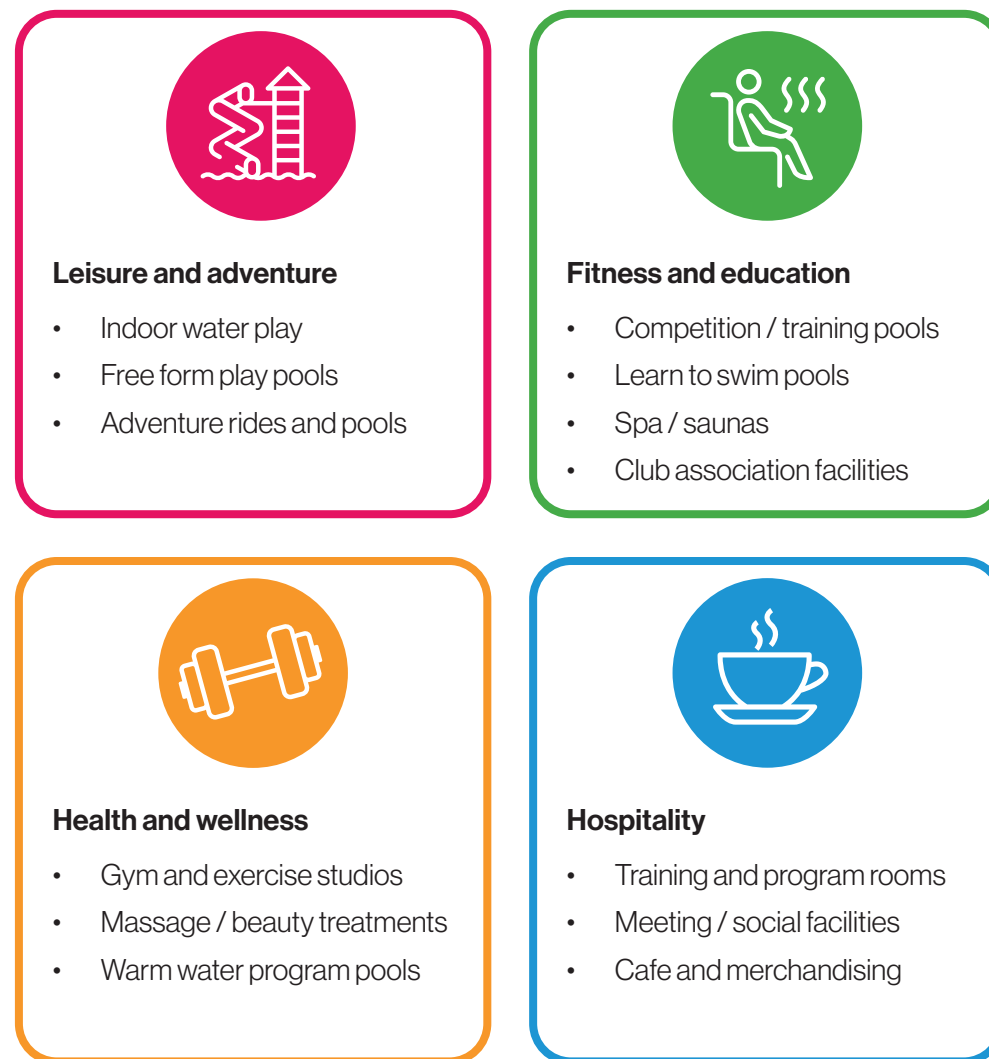 Leisure and adventure
• Indoor water play
• Free form play pools
• Adventure rides and pools
Fitness and education
• Competition / training pools
• Learn to swim pools
• Spa / saunas
• Club association facilities
Health and wellness
• Gym and exercise studios
• Massage / beauty treatments
• Warm water program pools
Hospitality
• Training and program rooms
• Meeting / social facilities
• Cafe and merchandising